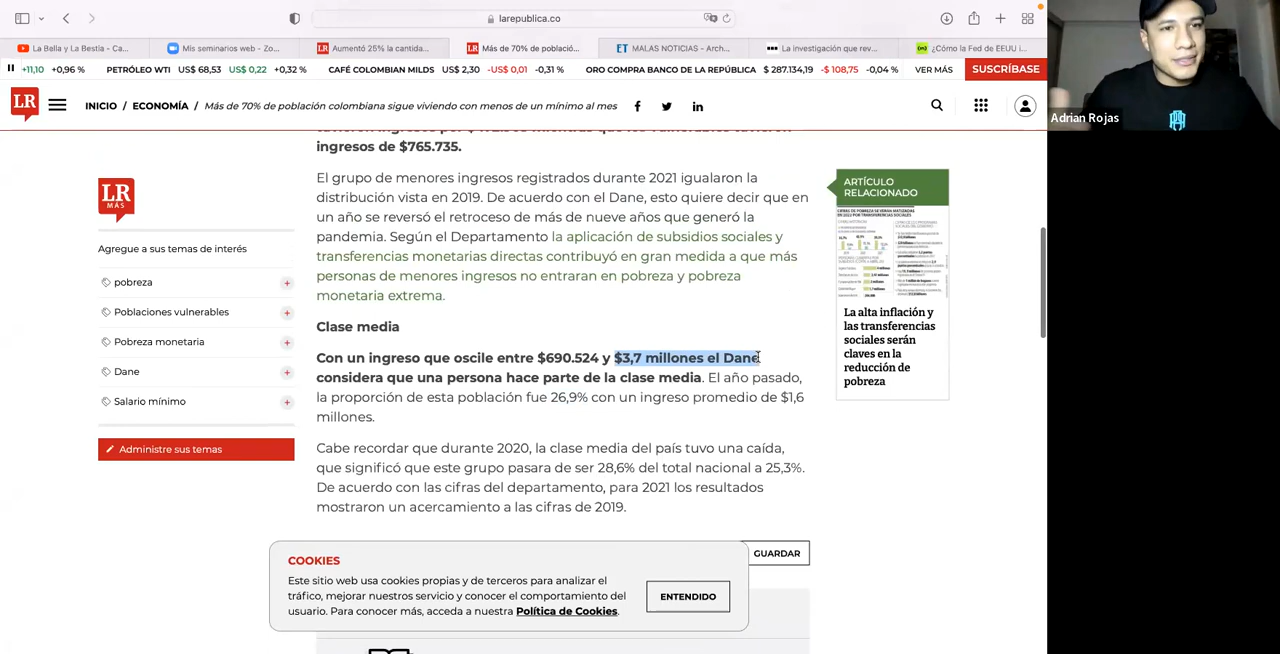 larepublica.co
La Bella y La Bestia - Ca...
Mis seminarios web - Zo...
LR Aumentó 25% la cantida...
LR Más de 70% de població...
ET MALAS NOTICIAS - Arch...
La investigación que rev...
¿Cómo la Fed de EEUU i...
+11,10 +0,96 % PETRÓLEO WTI US$ 68,53 US$ 0,22 +0,32 % CAFÉ COLOMBIAN MILDS US$ 2,30 -US$ 0,01 -0,31 % ORO COMPRA BANCO DE LA REPÚBLICA $ 287.134,19 -$ 108,75 -0,04 % VER MÁS SUSCRÍBASE
LR INICIO / ECONOMÍA / Más de 70% de población colombiana sigue viviendo con menos de un mínimo al mes
Adrian Rojas
ingresos de $765.735.
El grupo de menores ingresos registrados durante 2021 igualaron la
distribución vista en 2019. De acuerdo con el Dane, esto quiere decir que en
un año se reversó el retroceso de más de nueve años que generó la
pandemia. Según el Departamento la aplicación de subsidios sociales y
transferencias monetarias directas contribuyó en gran medida a que más
personas de menores ingresos no entraran en pobreza y pobreza
monetaria extrema.
Clase media
Con un ingreso que oscile entre $690.524 y $3,7 millones el Dane
considera que una persona hace parte de la clase media. El año pasado,
la proporción de esta población fue 26,9% con un ingreso promedio de $1,6
millones.
Cabe recordar que durante 2020, la clase media del país tuvo una caída,
que significó que este grupo pasara de ser 28,6% del total nacional a 25,3%.
De acuerdo con las cifras del departamento, para 2021 los resultados
mostraron un acercamiento a las cifras de 2019.
GUARDAR
LR
MÁS
Agregue a sus temas de interés
pobreza +
Poblaciones vulnerables +
Pobreza monetaria +
Dane +
Salario mínimo +
Administre sus temas
ARTÍCULO
RELACIONADO
La alta inflación y
las transferencias
sociales serán
claves en la
reducción de
pobreza
COOKIES
Este sitio web usa cookies propias y de terceros para analizar el
tráfico, mejorar nuestros servicio y conocer el comportamiento del
usuario. Para conocer más, acceda a nuestra Política de Cookies.
ENTENDIDO